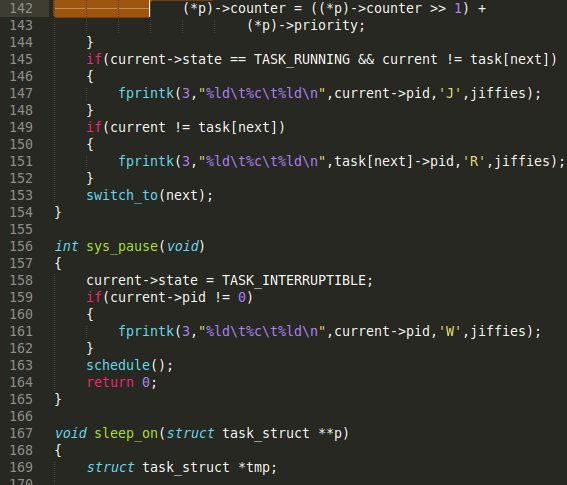 142                 (*p)->counter = ((*p)->counter >> 1) +
143                         (*p)->priority;
144     }
145     if(current->state == TASK_RUNNING && current != task[next])
146     {
147         fprintk(3,"%ld\t%c\t%ld\n",current->pid,'J',jiffies);
148     }
149     if(current != task[next])
150     {
151         fprintk(3,"%ld\t%c\t%ld\n",task[next]->pid,'R',jiffies);
152     }
153     switch_to(next);
154 }
155
156 int sys_pause(void)
157 {
158     current->state = TASK_INTERRUPTIBLE;
159     if(current->pid != 0)
160     {
161         fprintk(3,"%ld\t%c\t%ld\n",current->pid,'W',jiffies);
162     }
163     schedule();
164     return 0;
165 }
166
167 void sleep_on(struct task_struct **p)
168 {
169     struct task_struct *tmp;
170